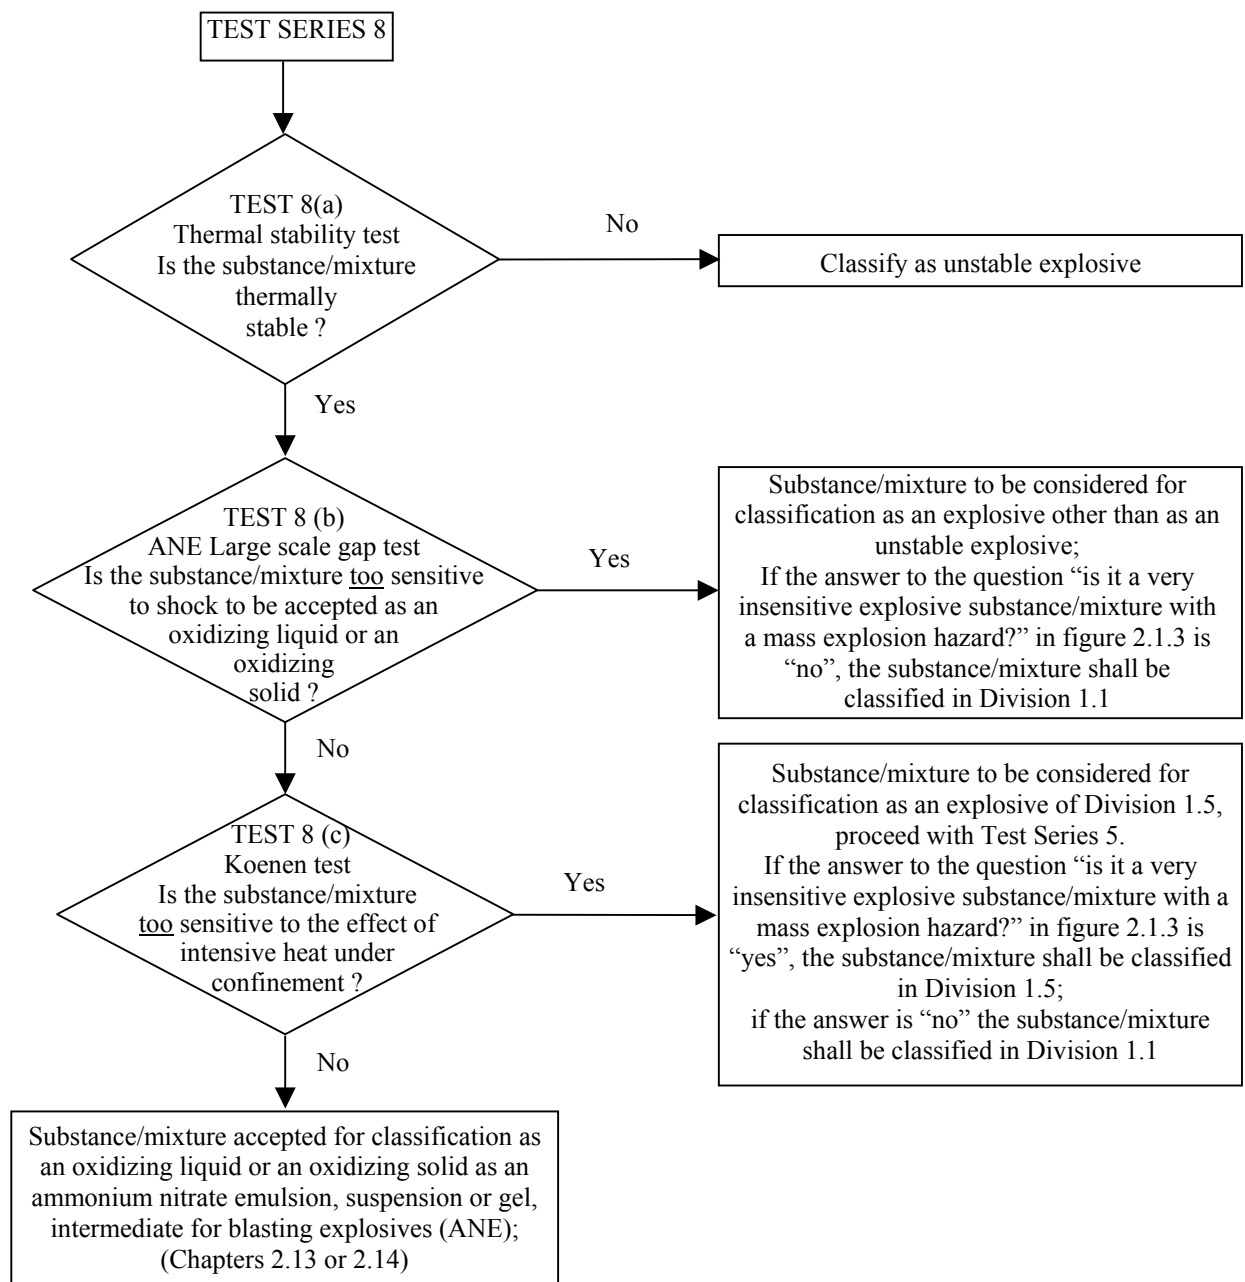 TEST SERIES 8
TEST 8(a)
Thermal stability test
Is the substance/mixture
thermally
stable ?
No
Classify as unstable explosive
Yes
TEST 8 (b)
ANE Large scale gap test
Is the substance/mixture too sensitive
to shock to be accepted as an
oxidizing liquid or an
oxidizing
solid ?
Yes
Substance/mixture to be considered for
classification as an explosive other than as an
unstable explosive;
If the answer to the question “is it a very
insensitive explosive substance/mixture with
a mass explosion hazard?” in figure 2.1.3 is
“no”, the substance/mixture shall be
classified in Division 1.1
No
TEST 8 (c)
Koenen test
Is the substance/mixture
too sensitive to the effect of
intensive heat under
confinement ?
Yes
Substance/mixture to be considered for
classification as an explosive of Division 1.5,
proceed with Test Series 5.
If the answer to the question “is it a very
insensitive explosive substance/mixture with a
mass explosion hazard?” in figure 2.1.3 is
“yes”, the substance/mixture shall be classified
in Division 1.5;
if the answer is “no” the substance/mixture
shall be classified in Division 1.1
No
Substance/mixture accepted for classification as
an oxidizing liquid or an oxidizing solid as an
ammonium nitrate emulsion, suspension or gel,
intermediate for blasting explosives (ANE);
(Chapters 2.13 or 2.14)